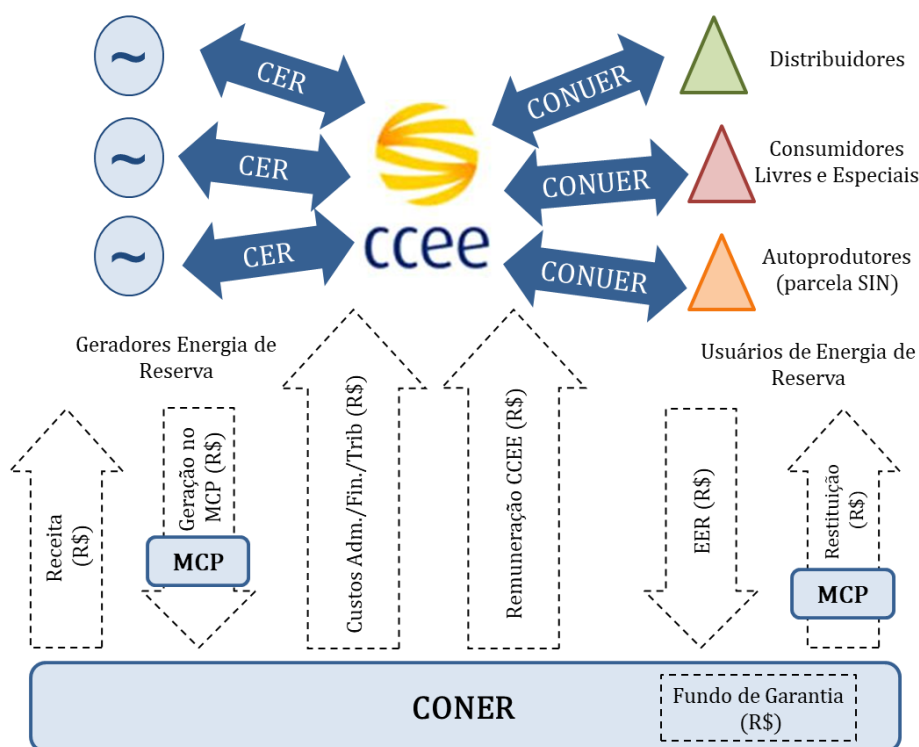 ~
CER
CONUER
Distribuidores
~
CER
ccee
CONUER
Consumidores
Livres e Especiais
~
CER
CONUER
Autoprodutores
(parcela SIN)
Geradores Energia de
Reserva
Usuários de Energia de
Reserva
Receita
(R$)
Geração no
MCP (R$)
MCP
Custos Adm./Fin./Trib (R$)
Remuneração CCEE (R$)
EER (R$)
Restituição
(R$)
MCP
CONER
Fundo de Garantia
(R$)